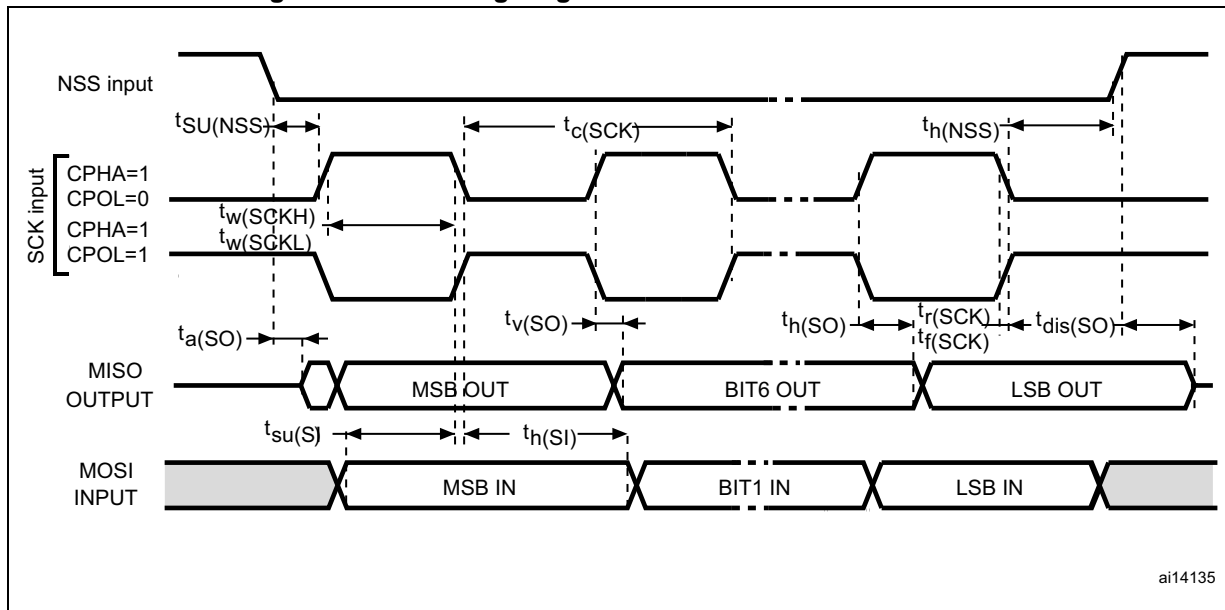 NSS input
tSU(NSS)
tc(SCK)
th(NSS)
SCK input
CPHA=1
CPOL=0
CPHA=1
CPOL=1
tw(SCKH)
tw(SCKL)
ta(SO)
tv(SO)
th(SO)
tr(SCK)
tf(SCK)
tdis(SO)
MISO
OUTPUT
MSB OUT
BIT6 OUT
LSB OUT
tsu(SI)
th(SI)
MOSI
INPUT
MSB IN
BIT1 IN
LSB IN
ai14135